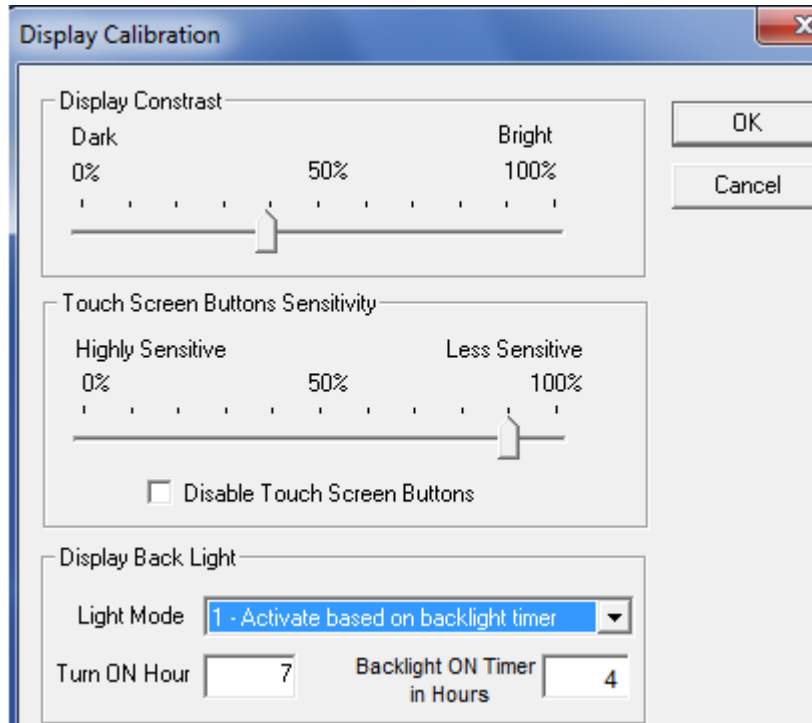 Display Calibration
Display Constrast
Dark Bright
0% 50% 100%
OK
Cancel
Touch Screen Buttons Sensitivity
Highly Sensitive Less Sensitive
0% 50% 100%
Disable Touch Screen Buttons
Display Back Light
Light Mode 1 - Activate based on backlight timer
Turn ON Hour 7 Backlight ON Timer
in Hours 4